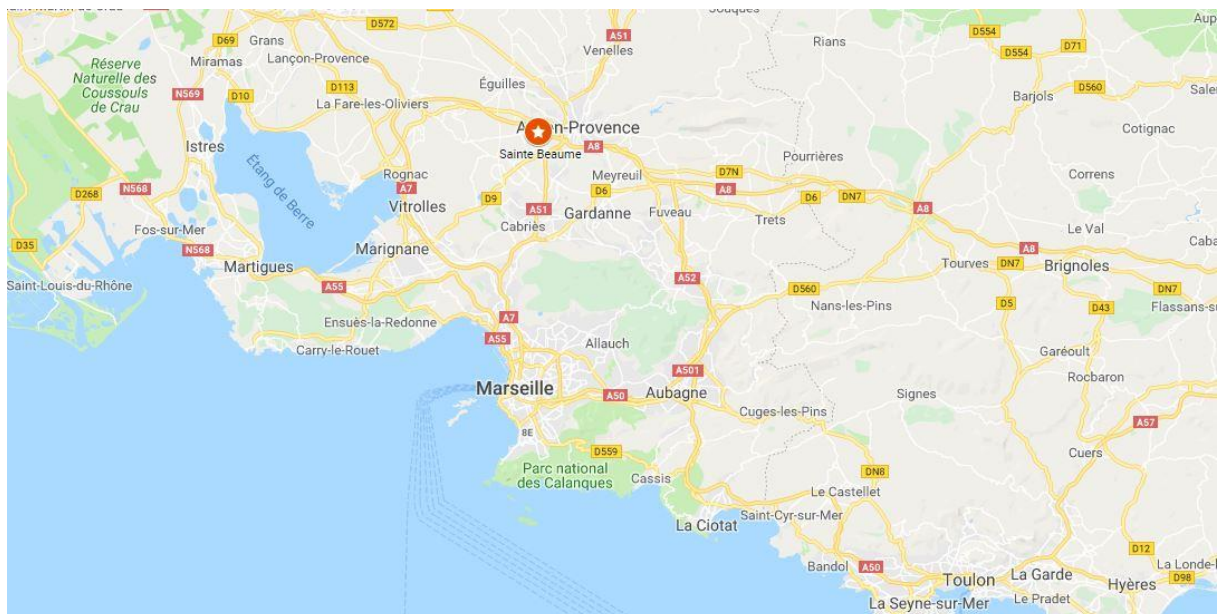 D572
A51
Souques
Rians
D554
Aup
D69
Grans
Venelles
D554
D71
Miramas
Lançon-Provence
Réserve
Naturelle des
Coussouls
de Crau
Éguilles
D560
Saler
N569
D10
D113
La Fare-les-Oliviers
Barjols
Istres
A
en-Provence
Cotignac
Sainte Beaume
A8
Pourrières
Étang de Berre
Rognac
Meyreuil
D7N
Correns
N568
D268
A7
D9
D6
A8
D6
DN7
Vitrolles
A51
Gardanne
Fuveau
Trets
A8
Fos-sur-Mer
Cabriès
Le Val
D35
N568
Marignane
A8
Caba
Martigues
A52
Tourves
DN7
Brignoles
Saint-Louis-du-Rhône
A55
D560
DN7
Nans-les-Pins
D5
D43
Flassans-su
Ensuès-la-Redonne
A7
A55
Carry-le-Rouet
Allauch
Garéoult
A501
Rocbaron
Marseille
A50
Aubagne
Signes
Cuges-les-Pins
A57
8E
D559
Cuers
Parc national
des Calanques
Cassis
DN8
Le Castellet
La Ciotat
Saint-Cyr-sur-Mer
D12
Bandol
A50
Toulon
La Garde
Hyères
La Londe-l
D98
La Seyne-sur-Mer
Le Pradet